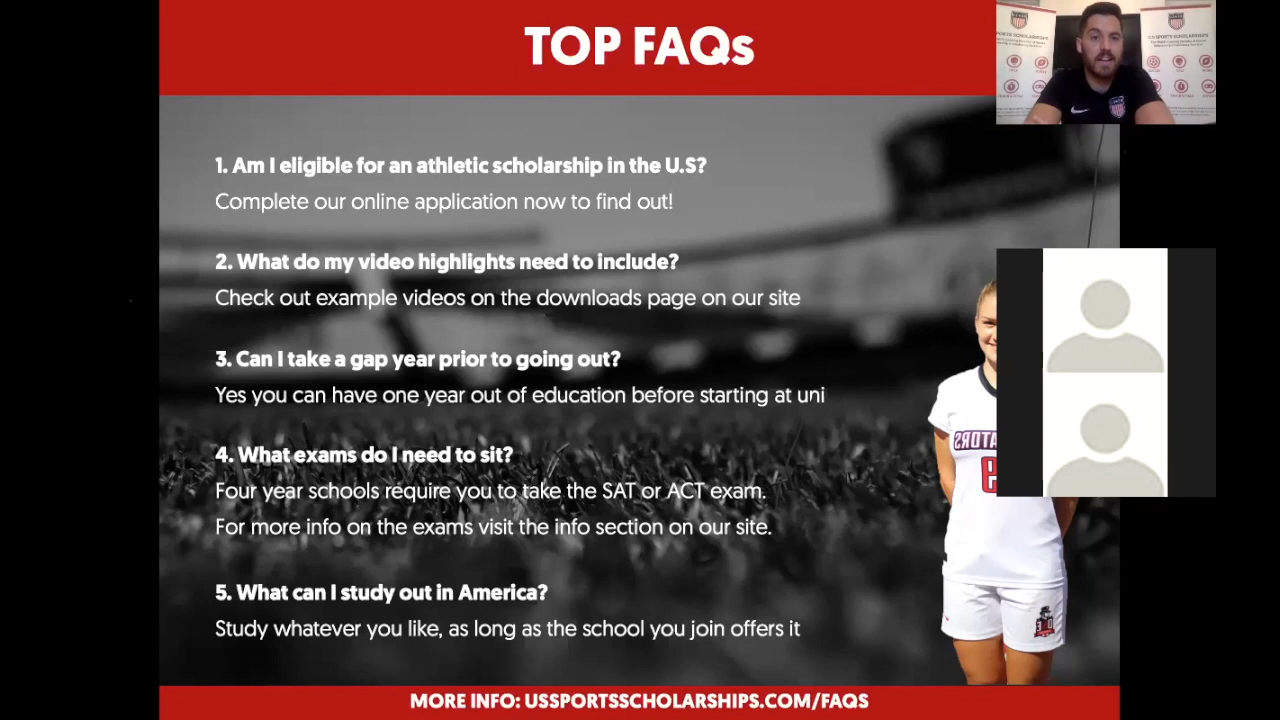 TOP FAQs
1. Am I eligible for an athletic scholarship in the U.S?
Complete our online application now to find out!
2. What do my video highlights need to include?
Check out example videos on the downloads page on our site
3. Can I take a gap year prior to going out?
Yes you can have one year out of education before starting at uni
4. What exams do I need to sit?
Four year schools require you to take the SAT or ACT exam.
For more info on the exams visit the info section on our site.
5. What can I study out in America?
Study whatever you like, as long as the school you join offers it
MORE INFO: USSPORTSSCHOLARSHIPS.COM/FAQS